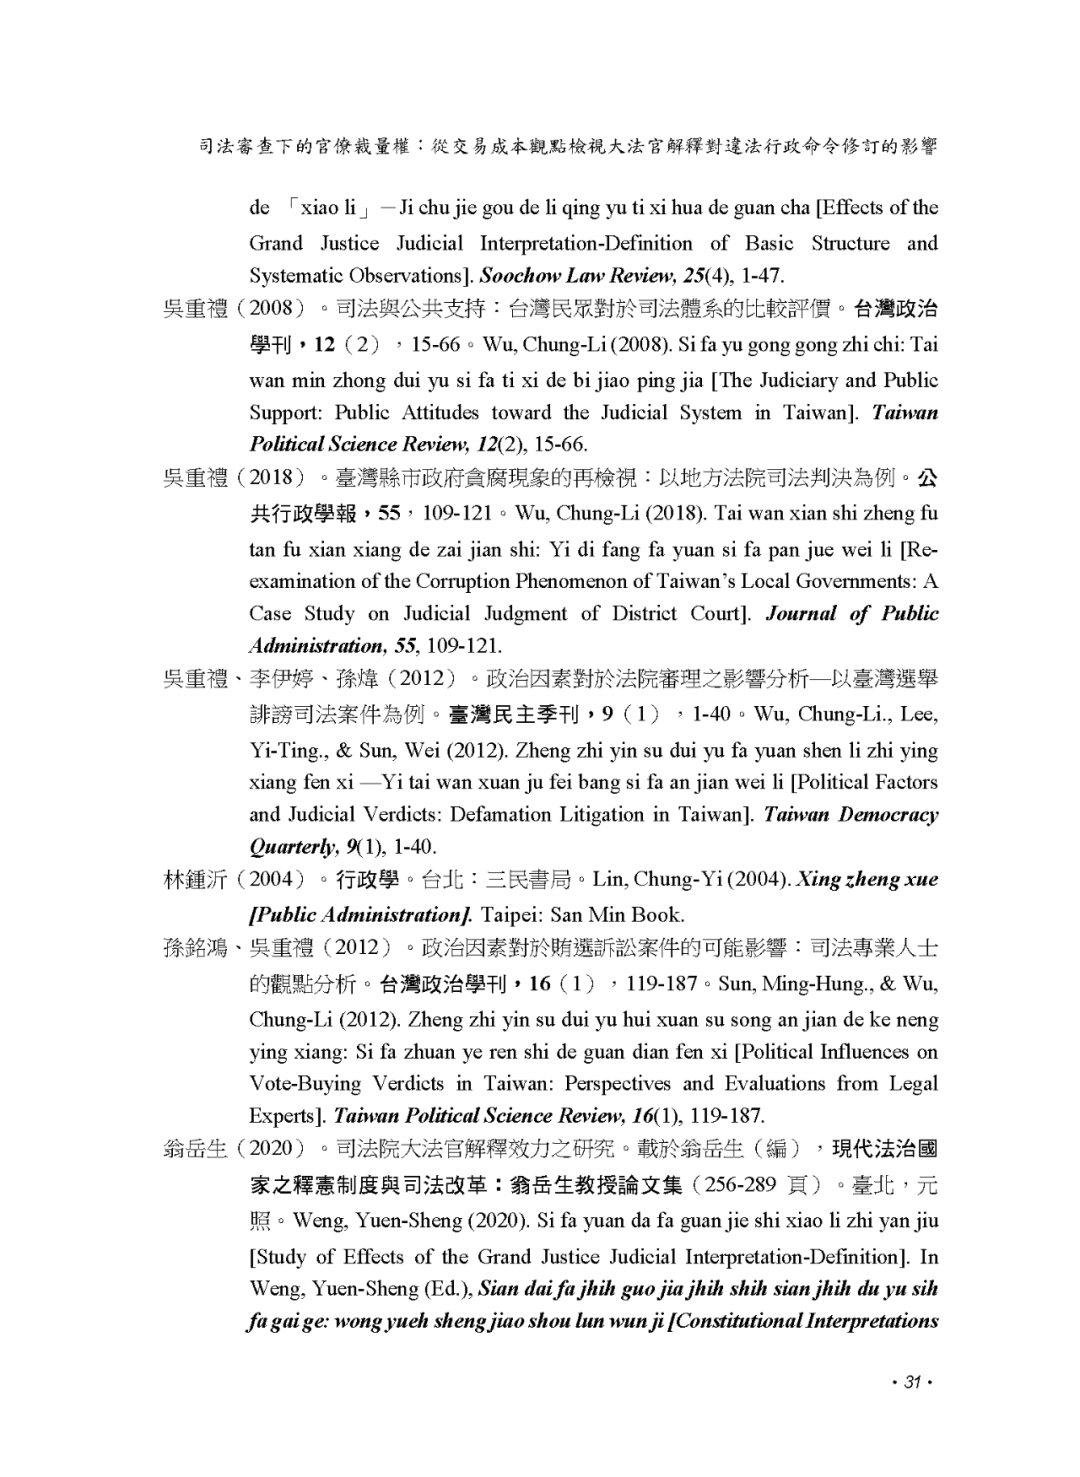 司法審查下的官僚裁量權：從交易成本觀點檢視大法官解釋對違法行政命令修訂的影響
de 「xiao li」－Ji chu jie gou de li qing yu ti xi hua de guan cha [Effects of the
Grand Justice Judicial Interpretation-Definition of Basic Structure and
Systematic Observations]. Soochow Law Review, 25(4), 1-47.
吳重禮（2008）。司法與公共支持：台灣民眾對於司法體系的比較評價。台灣政治
學刊，12（2），15-66。Wu, Chung-Li (2008). Si fa yu gong gong zhi chi: Tai
wan min zhong dui yu si fa ti xi de bi jiao ping jia [The Judiciary and Public
Support: Public Attitudes toward the Judicial System in Taiwan]. Taiwan
Political Science Review, 12(2), 15-66.
吳重禮（2018）。臺灣縣市政府貪腐現象的再檢視：以地方法院司法判決為例。公
共行政學報，55，109-121。Wu, Chung-Li (2018). Tai wan xian shi zheng fu
tan fu xian xiang de zai jian shi: Yi di fang fa yuan si fa pan jue wei li [Re-
examination of the Corruption Phenomenon of Taiwan’s Local Governments: A
Case Study on Judicial Judgment of District Court]. Journal of Public
Administration, 55, 109-121.
吳重禮、李伊婷、孫煒（2012）。政治因素對於法院審理之影響分析—以臺灣選舉
誹謗司法案件為例。臺灣民主季刊，9（1），1-40。Wu, Chung-Li., Lee,
Yi-Ting., & Sun, Wei (2012). Zheng zhi yin su dui yu fa yuan shen li zhi ying
xiang fen xi —Yi tai wan xuan ju fei bang si fa an jian wei li [Political Factors
and Judicial Verdicts: Defamation Litigation in Taiwan]. Taiwan Democracy
Quarterly, 9(1), 1-40.
林鍾沂（2004）。行政學。台北：三民書局。Lin, Chung-Yi (2004). Xing zheng xue
[Public Administration]. Taipei: San Min Book.
孫銘鴻、吳重禮（2012）。政治因素對於賄選訴訟案件的可能影響：司法專業人士
的觀點分析。台灣政治學刊，16（1），119-187。Sun, Ming-Hung., & Wu,
Chung-Li (2012). Zheng zhi yin su dui yu hui xuan su song an jian de ke neng
ying xiang: Si fa zhuan ye ren shi de guan dian fen xi [Political Influences on
Vote-Buying Verdicts in Taiwan: Perspectives and Evaluations from Legal
Experts]. Taiwan Political Science Review, 16(1), 119-187.
翁岳生（2020）。司法院大法官解釋效力之研究。載於翁岳生（編），現代法治國
家之釋憲制度與司法改革：翁岳生教授論文集（256-289 頁）。臺北，元
照。Weng, Yuen-Sheng (2020). Si fa yuan da fa guan jie shi xiao li zhi yan jiu
[Study of Effects of the Grand Justice Judicial Interpretation-Definition]. In
Weng, Yuen-Sheng (Ed.), Sian dai fa jhih guo jia jhih shih sian jhih du yu sih
fa gai ge: wong yueh sheng jiao shou lun wun ji [Constitutional Interpretations
・31・